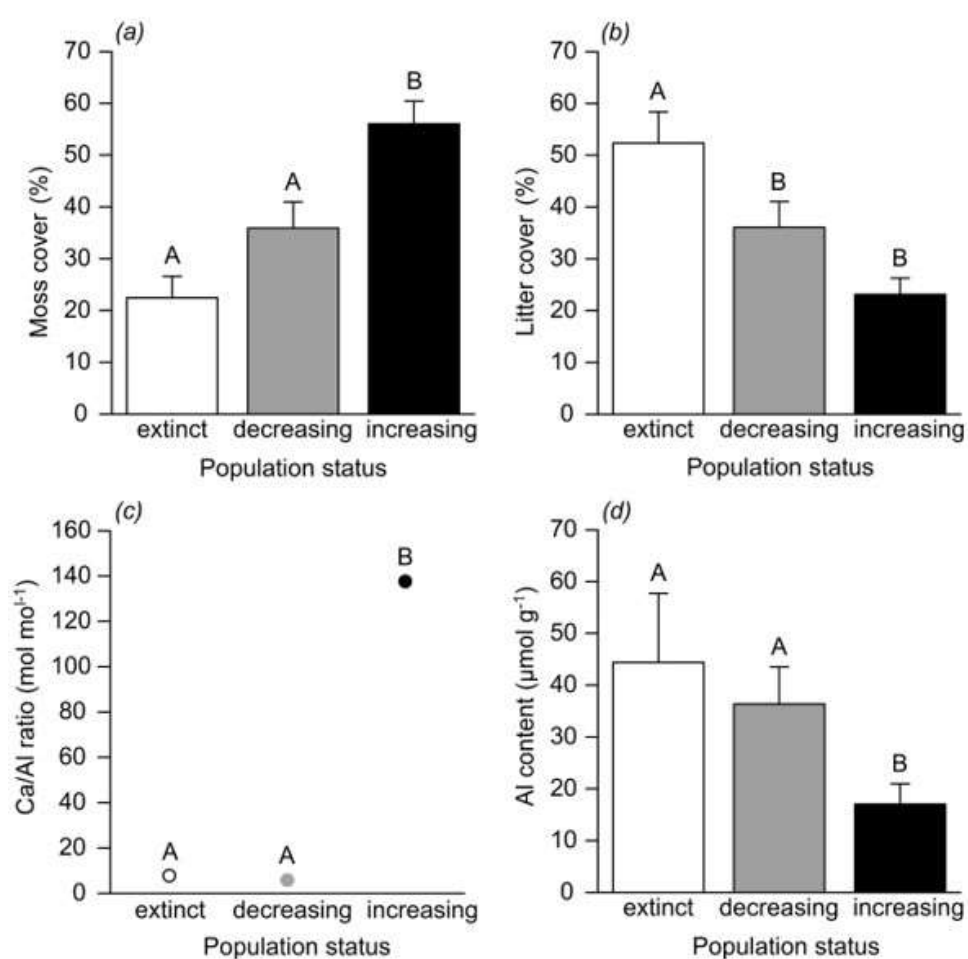 (a)
70
60
50
40
30
20
10
0
Moss cover (%)
A
A
B
extinct decreasing increasing
Population status
(b)
70
60
50
40
30
20
10
0
Litter cover (%)
A
B
B
extinct decreasing increasing
Population status
(c)
160
140
120
100
80
60
40
20
0
Ca/Al ratio (mol moˡ⁻¹)
A
A
B
extinct decreasing increasing
Population status
(d)
70
60
50
40
30
20
10
0
Al content (µmol g⁻¹)
A
A
B
extinct decreasing increasing
Population status